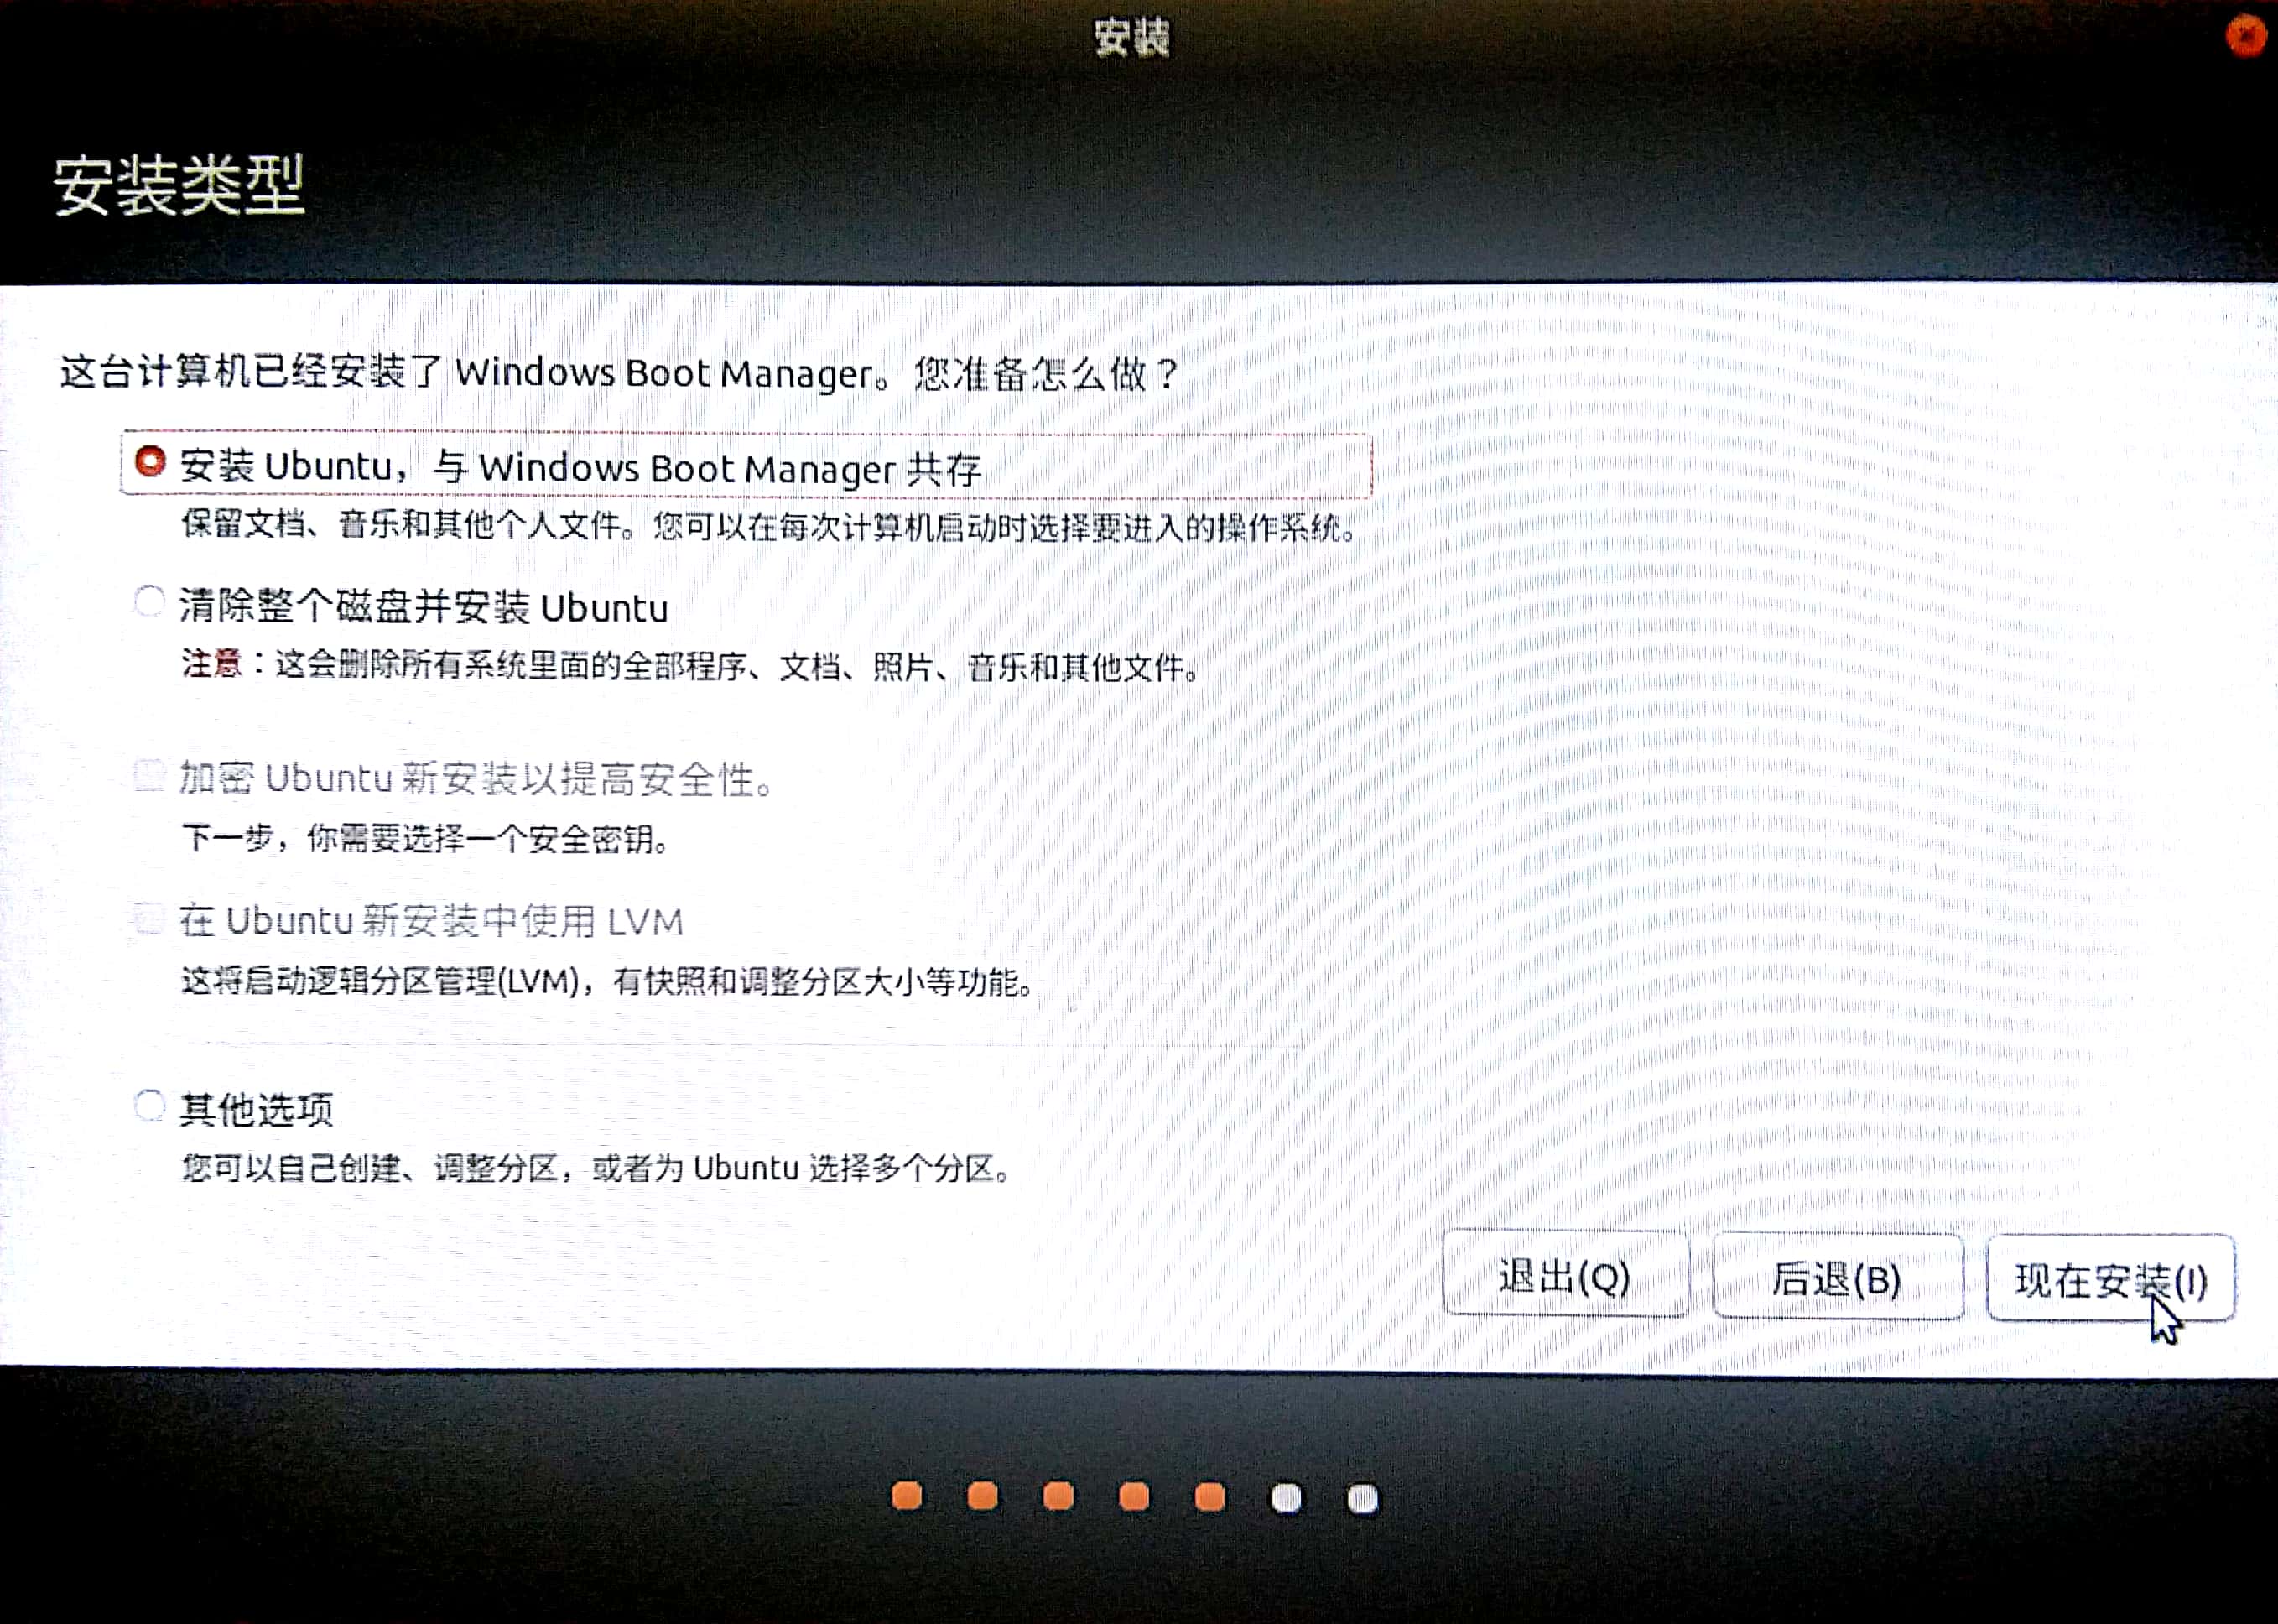 安装
安装类型
这台计算机已经安装了 Windows Boot Manager。您准备怎么做？
安装 Ubuntu，与 Windows Boot Manager 共存
保留文档、音乐和其他个人文件。您可以在每次计算机启动时选择要进入的操作系统。
清除整个磁盘并安装 Ubuntu
注意：这会删除所有系统里面的全部程序、文档、照片、音乐和其他文件。
加密 Ubuntu 新安装以提高安全性。
下一步，你需要选择一个安全密钥。
在 Ubuntu 新安装中使用 LVM
这将启动逻辑分区管理(LVM)，有快照和调整分区大小等功能。
其他选项
您可以自己创建、调整分区，或者为 Ubuntu 选择多个分区。
退出(Q) 后退(B) 现在安装(I)